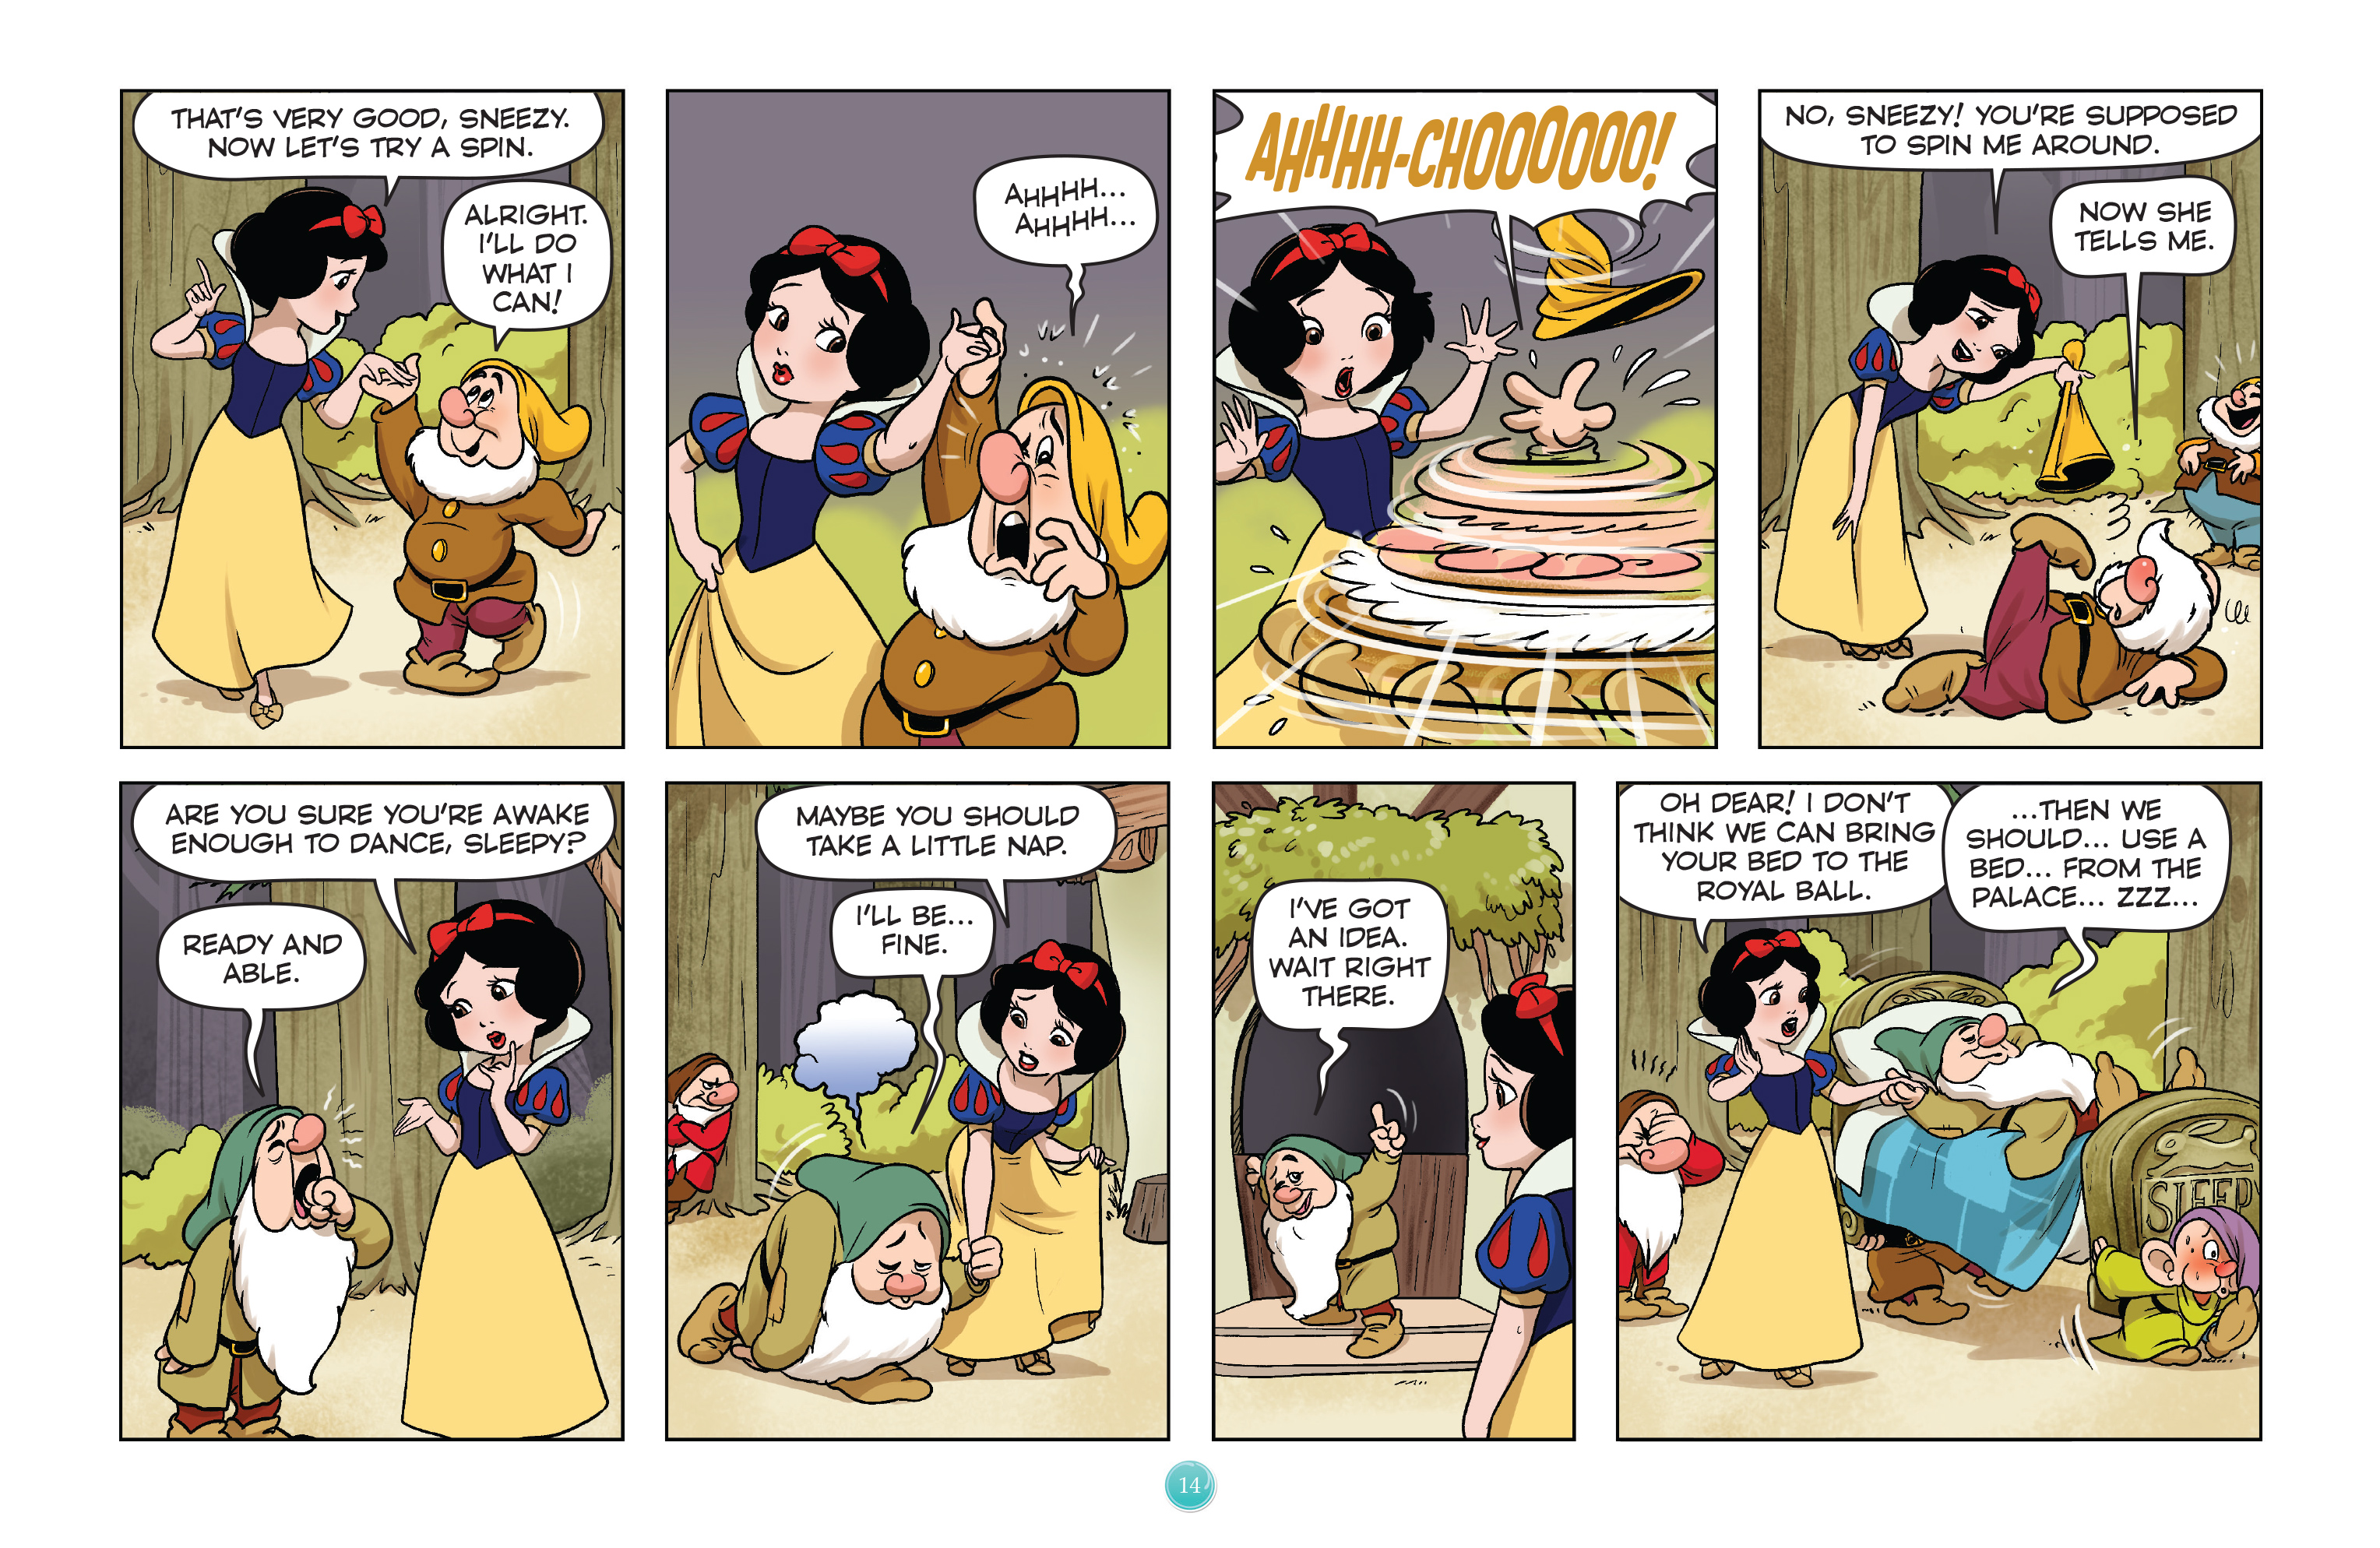 THAT'S VERY GOOD, SNEEZY.
NOW LET'S TRY A SPIN.
ALRIGHT.
I'LL DO
WHAT I
CAN!
AHHHH...
AHHHH...
AHHHH-CHOOOOOOO!
NO, SNEEZY! YOU'RE SUPPOSED
TO SPIN ME AROUND.
NOW SHE
TELLS ME.
ARE YOU SURE YOU'RE AWAKE
ENOUGH TO DANCE, SLEEPY?
READY AND
ABLE.
MAYBE YOU SHOULD
TAKE A LITTLE NAP.
I'LL BE...
FINE.
I'VE GOT
AN IDEA.
WAIT RIGHT
THERE.
OH DEAR! I DON'T
THINK WE CAN BRING
YOUR BED TO THE
ROYAL BALL.
...THEN WE
SHOULD... USE A
BED... FROM THE
PALACE... ZZZ...
SLEEPY
14